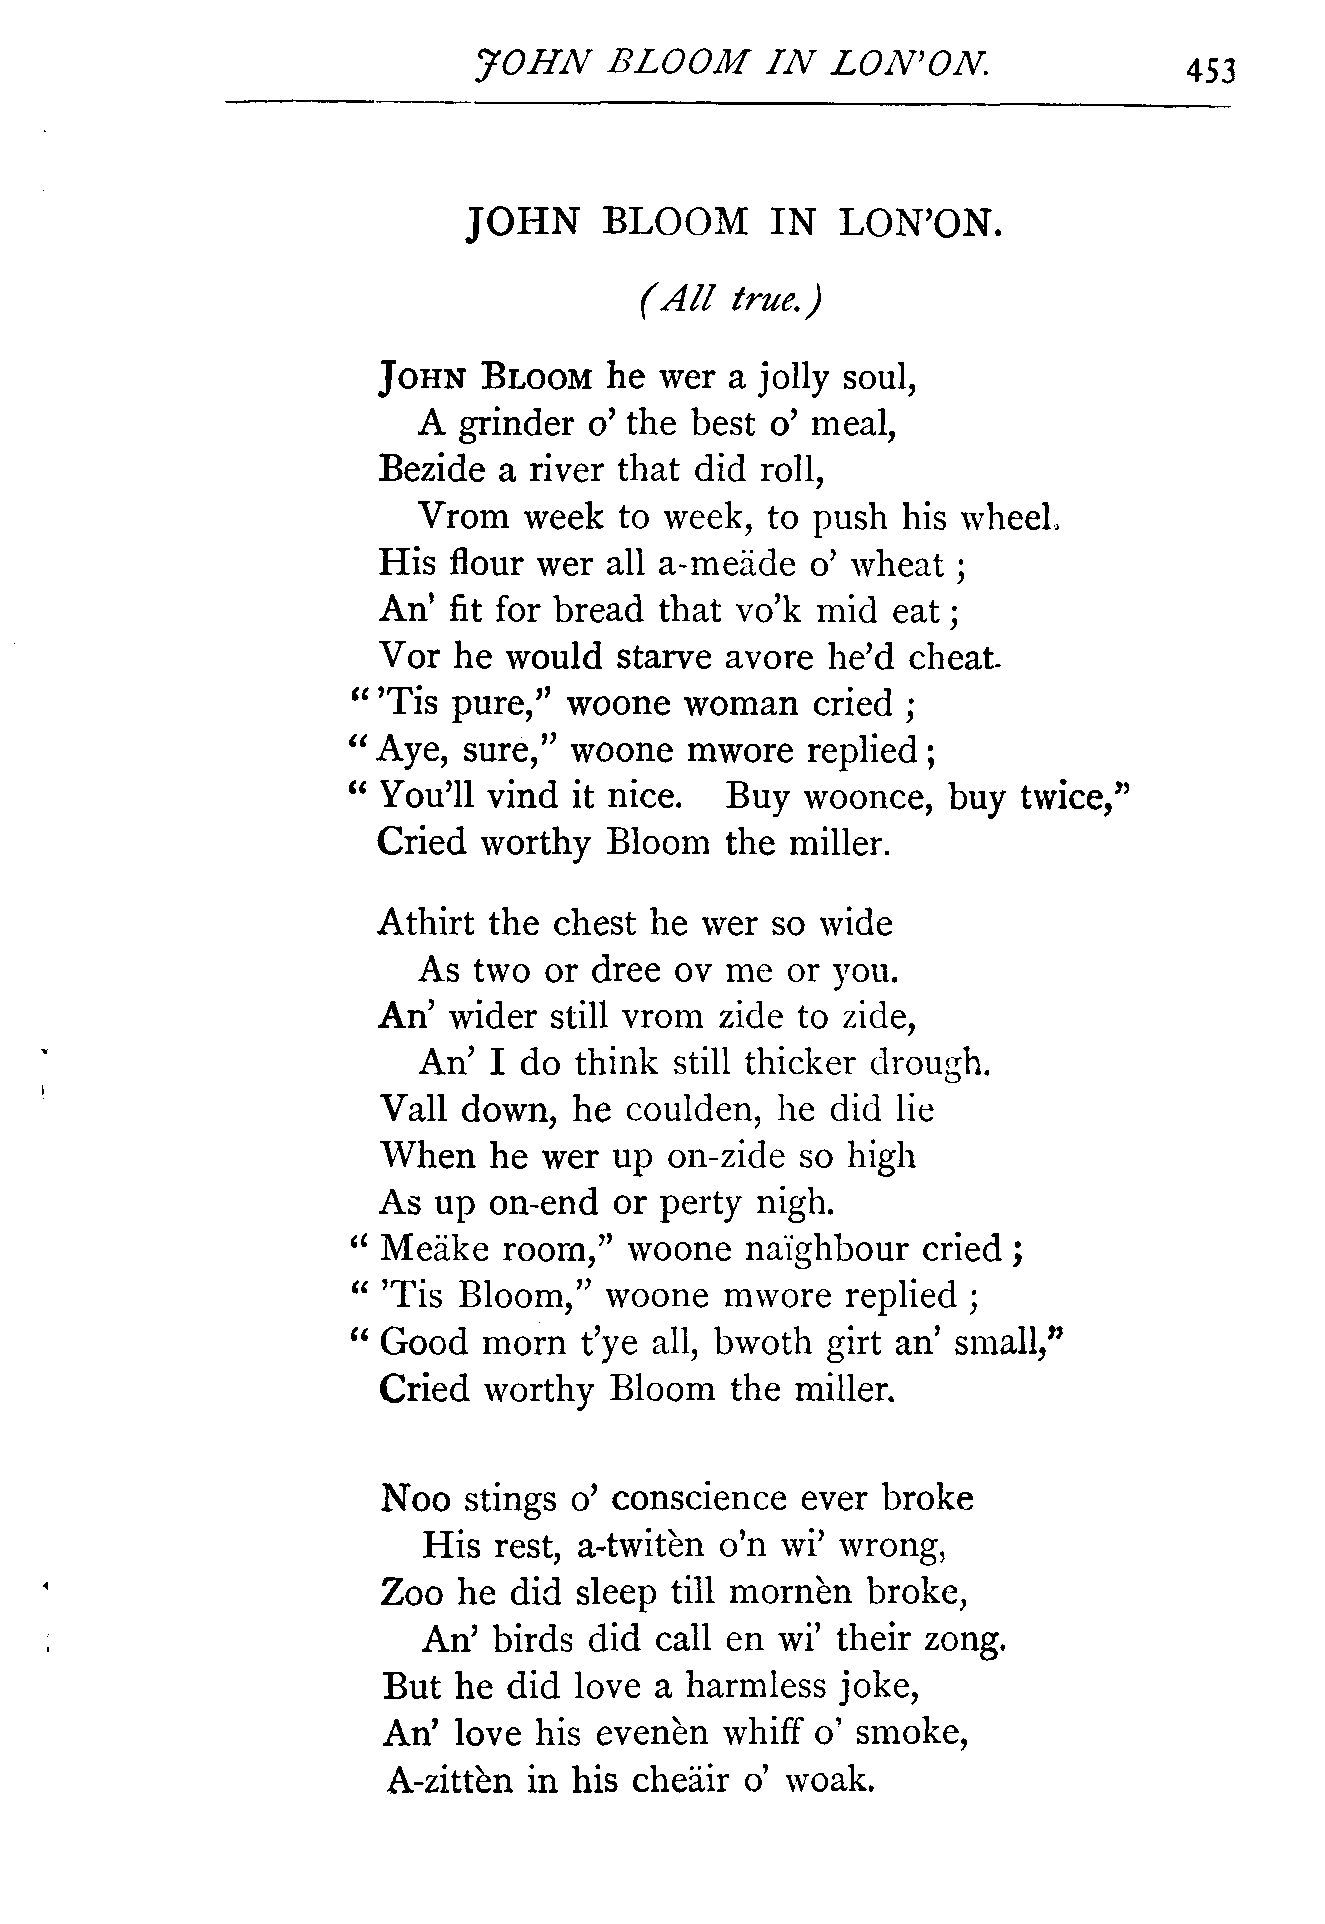 JOHN BLOOM IN LON'ON. 453
JOHN BLOOM IN LON'ON.
(All true.)
JOHN BLOOM he wer a jolly soul,
A grinder o' the best o' meal,
Bezide a river that did roll,
Vrom week to week, to push his wheel.
His flour wer all a-meäde o' wheat ;
An' fit for bread that vo'k mid eat ;
Vor he would starve avore he'd cheat.
" 'Tis pure," woone woman cried ;
" Aye, sure," woone mwore replied ;
" You'll vind it nice. Buy woonce, buy twice,"
Cried worthy Bloom the miller.
Athirt the chest he wer so wide
As two or dree ov me or you.
An' wider still vrom zide to zide,
An' I do think still thicker drough.
Vall down, he coulden, he did lie
When he wer up on-zide so high
As up on-end or perty nigh.
" Meäke room," woone naïghbour cried ;
" 'Tis Bloom," woone mwore replied ;
" Good morn t'ye all, bwoth girt an' small,"
Cried worthy Bloom the miller.
Noo stings o' conscience ever broke
His rest, a-twitèn o'n wi' wrong,
Zoo he did sleep till mornèn broke,
An' birds did call en wi' their zong.
But he did love a harmless joke,
An' love his evenèn whiff o' smoke,
A-zittèn in his cheäir o' woak.